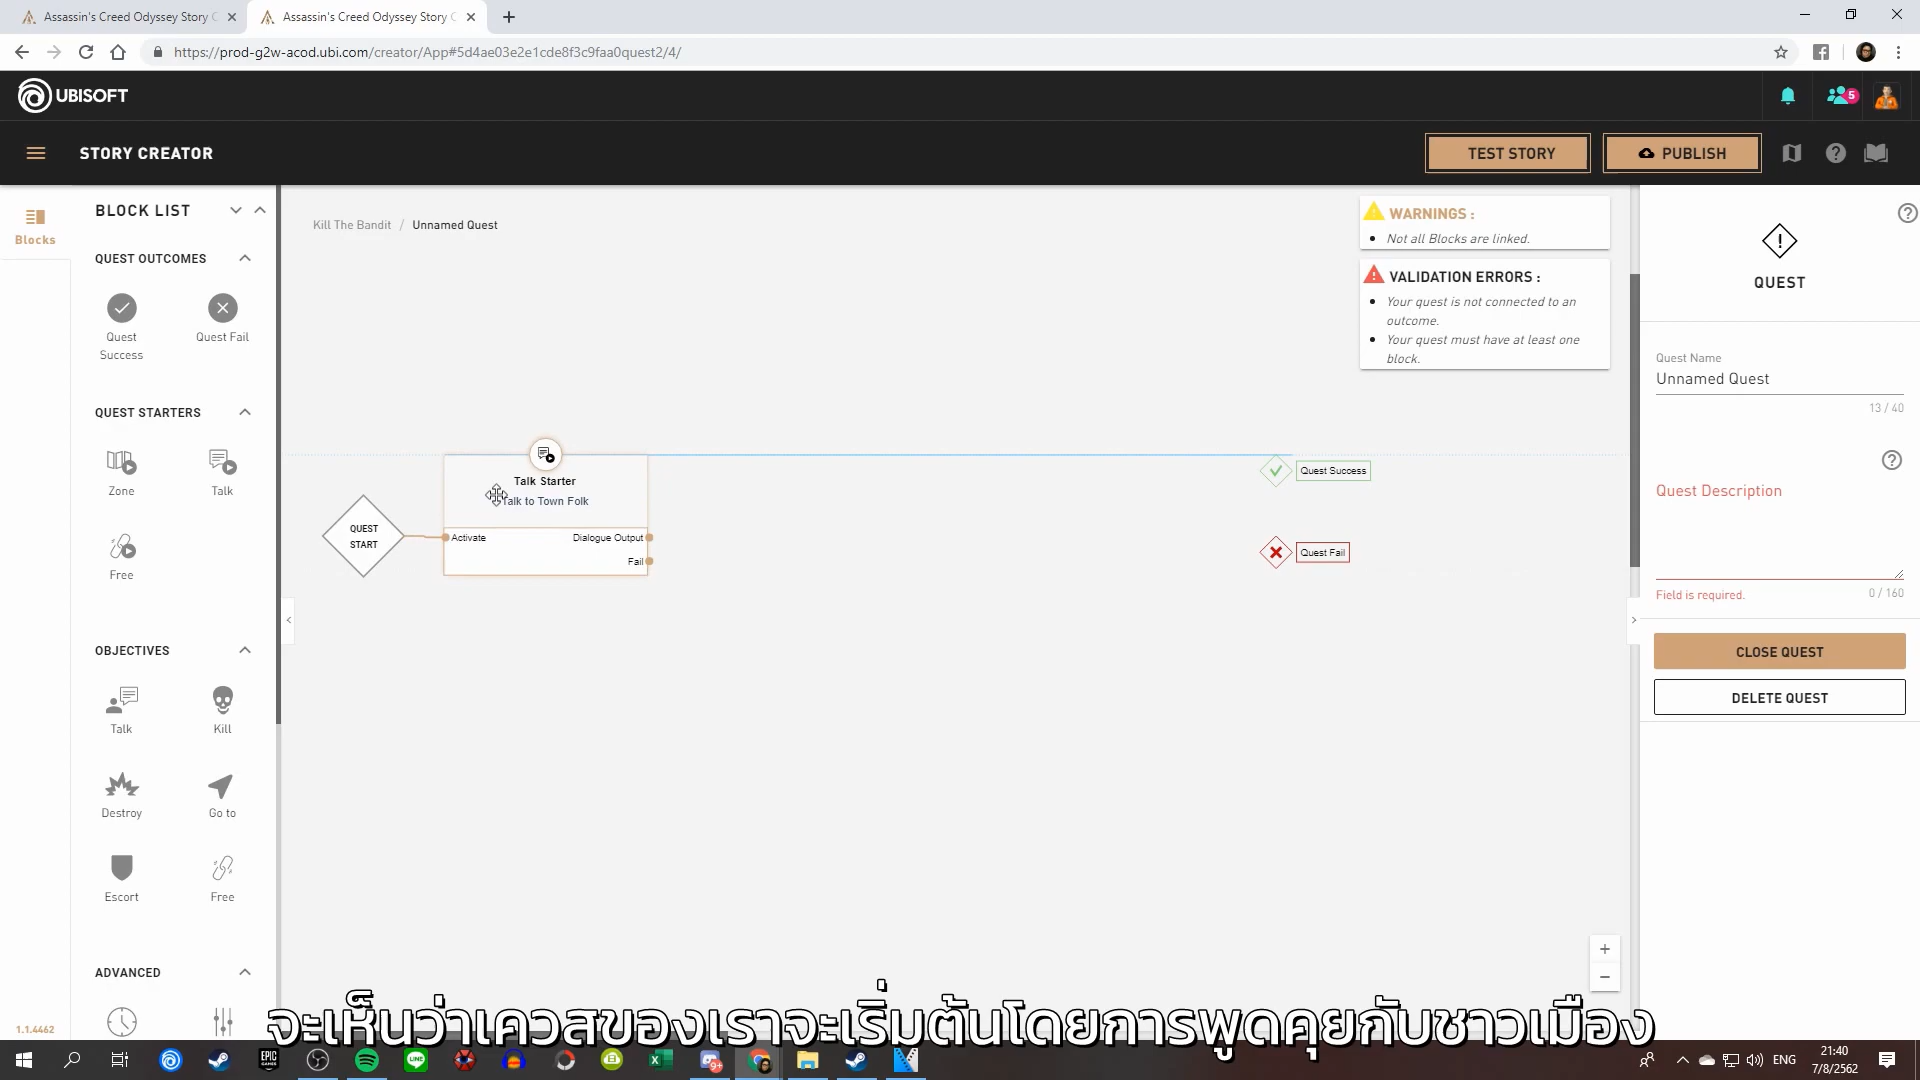 Assassin's Creed Odyssey Story C
Assassin's Creed Odyssey Story C
https://prod-g2w-acod.ubi.com/creator/App#5d4ae03e2e1cde8f3c9faa0quest2/4/
UBISOFT
5
STORY CREATOR
TEST STORY
PUBLISH
Blocks
BLOCK LIST
QUEST OUTCOMES
Quest Success
Quest Fail
QUEST STARTERS
Zone
Talk
Free
OBJECTIVES
Talk
Kill
Destroy
Go to
Escort
Free
ADVANCED
1.1.4462
Kill The Bandit / Unnamed Quest
WARNINGS :
Not all Blocks are linked.
VALIDATION ERRORS :
Your quest is not connected to an
outcome.
Your quest must have at least one
block.
QUEST
START
Talk Starter
Talk to Town Folk
Activate
Dialogue Output
Fail
Quest Success
Quest Fail
QUEST
Quest Name
Unnamed Quest
13 / 40
Quest Description
Field is required.
0 / 160
CLOSE QUEST
DELETE QUEST
+
−
จะเห็นว่าเควสของเราจะเริ่มต้นโดยการพูดคุยกับชาวเมือง
EPIC
GAMES
9+
ENG
21:40
7/8/2562